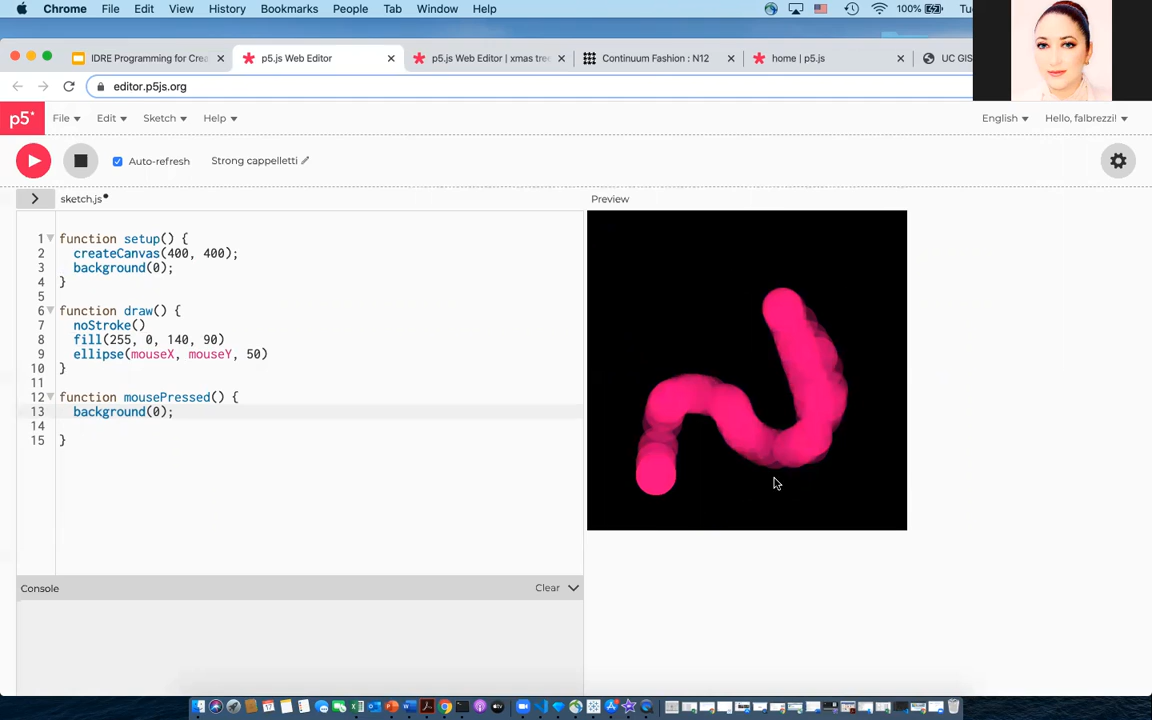 Chrome File Edit View History Bookmarks People Tab Window Help 100% Tu
IDRE Programming for Crea p5.js Web Editor p5.js Web Editor | xmas tree Continuum Fashion : N12 home | p5.js UC GIS
editor.p5js.org
p5* File Edit Sketch Help English Hello, falbrezzi!
Auto-refresh Strong cappelletti
sketch.js Preview
1 function setup() {
2 createCanvas(400, 400);
3 background(0);
4 }
5
6 function draw() {
7 noStroke()
8 fill(255, 0, 140, 90)
9 ellipse(mouseX, mouseY, 50)
10 }
11
12 function mousePressed() {
13 background(0);
14
15 }
Console Clear